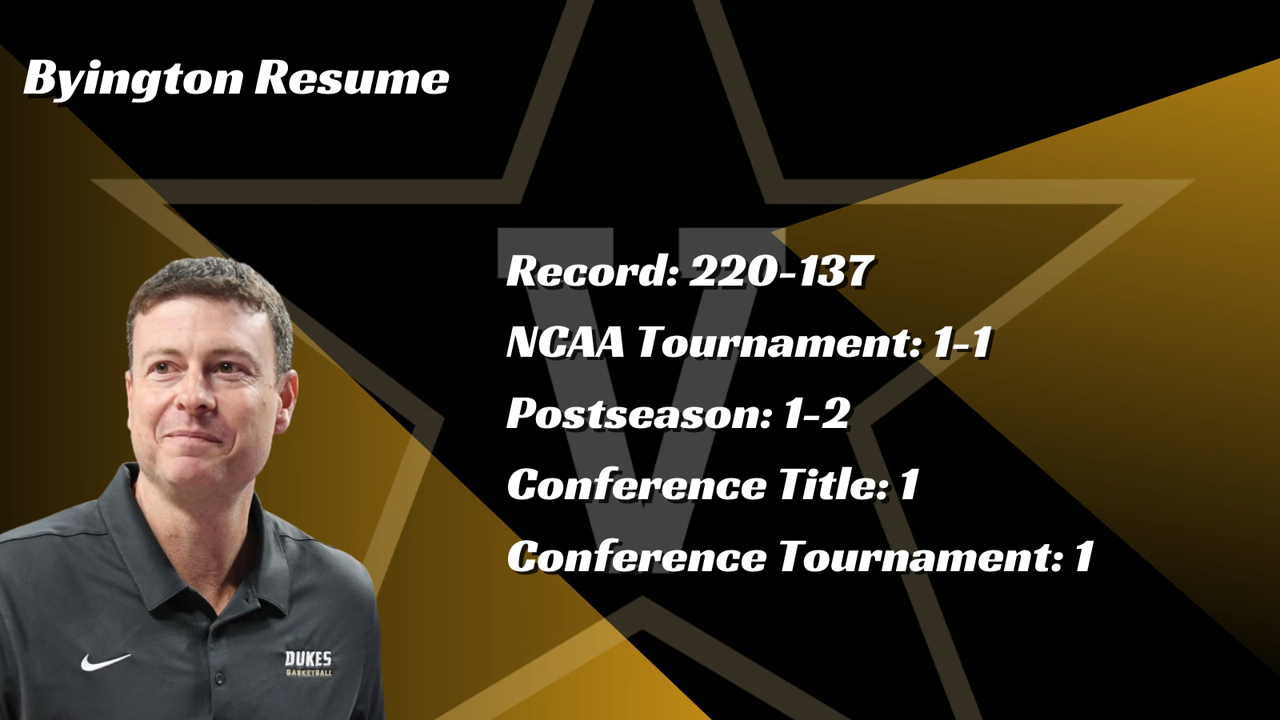 Byington Resume
Record: 220-137
NCAA Tournament: 1-1
Postseason: 1-2
Conference Title: 1
Conference Tournament: 1
V
DUKES
BASKETBALL